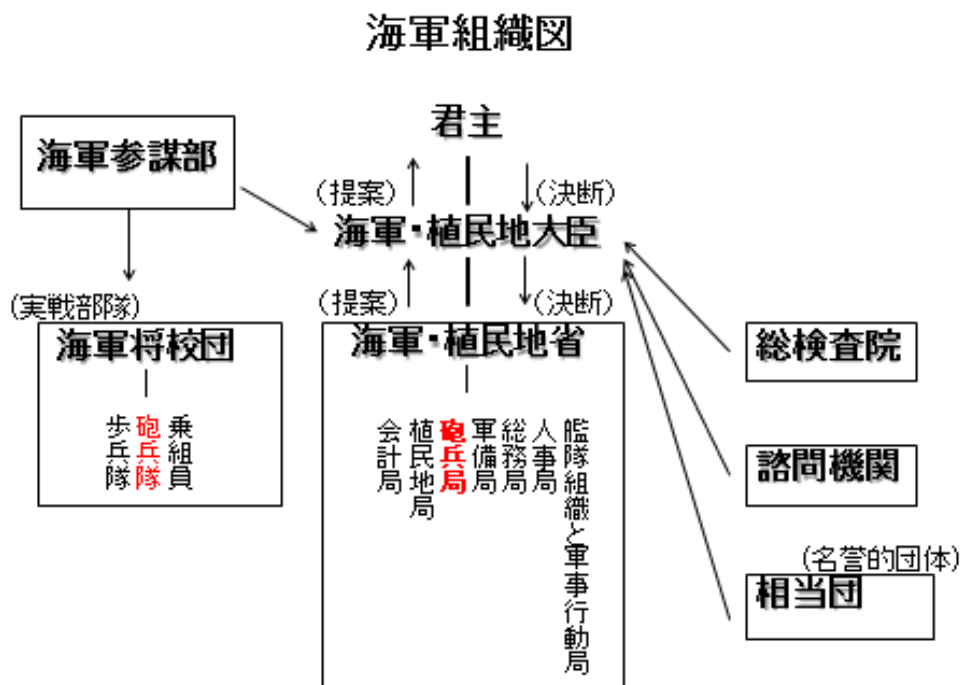 海軍組織図
君主
海軍参謀部
(提案)
(決断)
海軍・植民地大臣
(提案)
(決断)
(実戦部隊)
海軍将校団
乗組員
砲兵隊
歩兵隊
海軍・植民地省
艦隊組織と軍事行動局
人事局
総務局
軍備局
砲兵局
植民地局
会計局
総検査院
諮問機関
(名誉的団体)
相当団